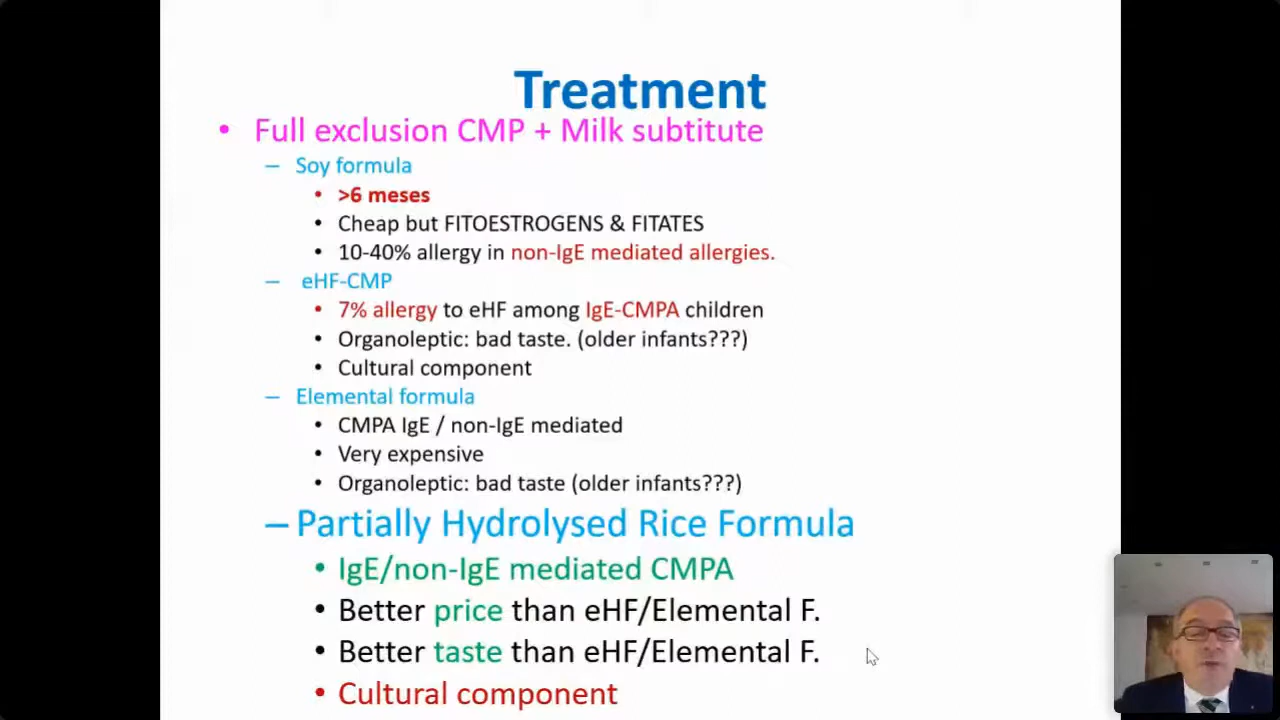 Treatment
• Full exclusion CMP + Milk subtitute
– Soy formula
• >6 meses
• Cheap but FITOESTROGENS & FITATES
• 10-40% allergy in non-IgE mediated allergies.
– eHF-CMP
• 7% allergy to eHF among IgE-CMPA children
• Organoleptic: bad taste. (older infants???)
• Cultural component
– Elemental formula
• CMPA IgE / non-IgE mediated
• Very expensive
• Organoleptic: bad taste (older infants???)
– Partially Hydrolysed Rice Formula
• IgE/non-IgE mediated CMPA
• Better price than eHF/Elemental F.
• Better taste than eHF/Elemental F.
• Cultural component